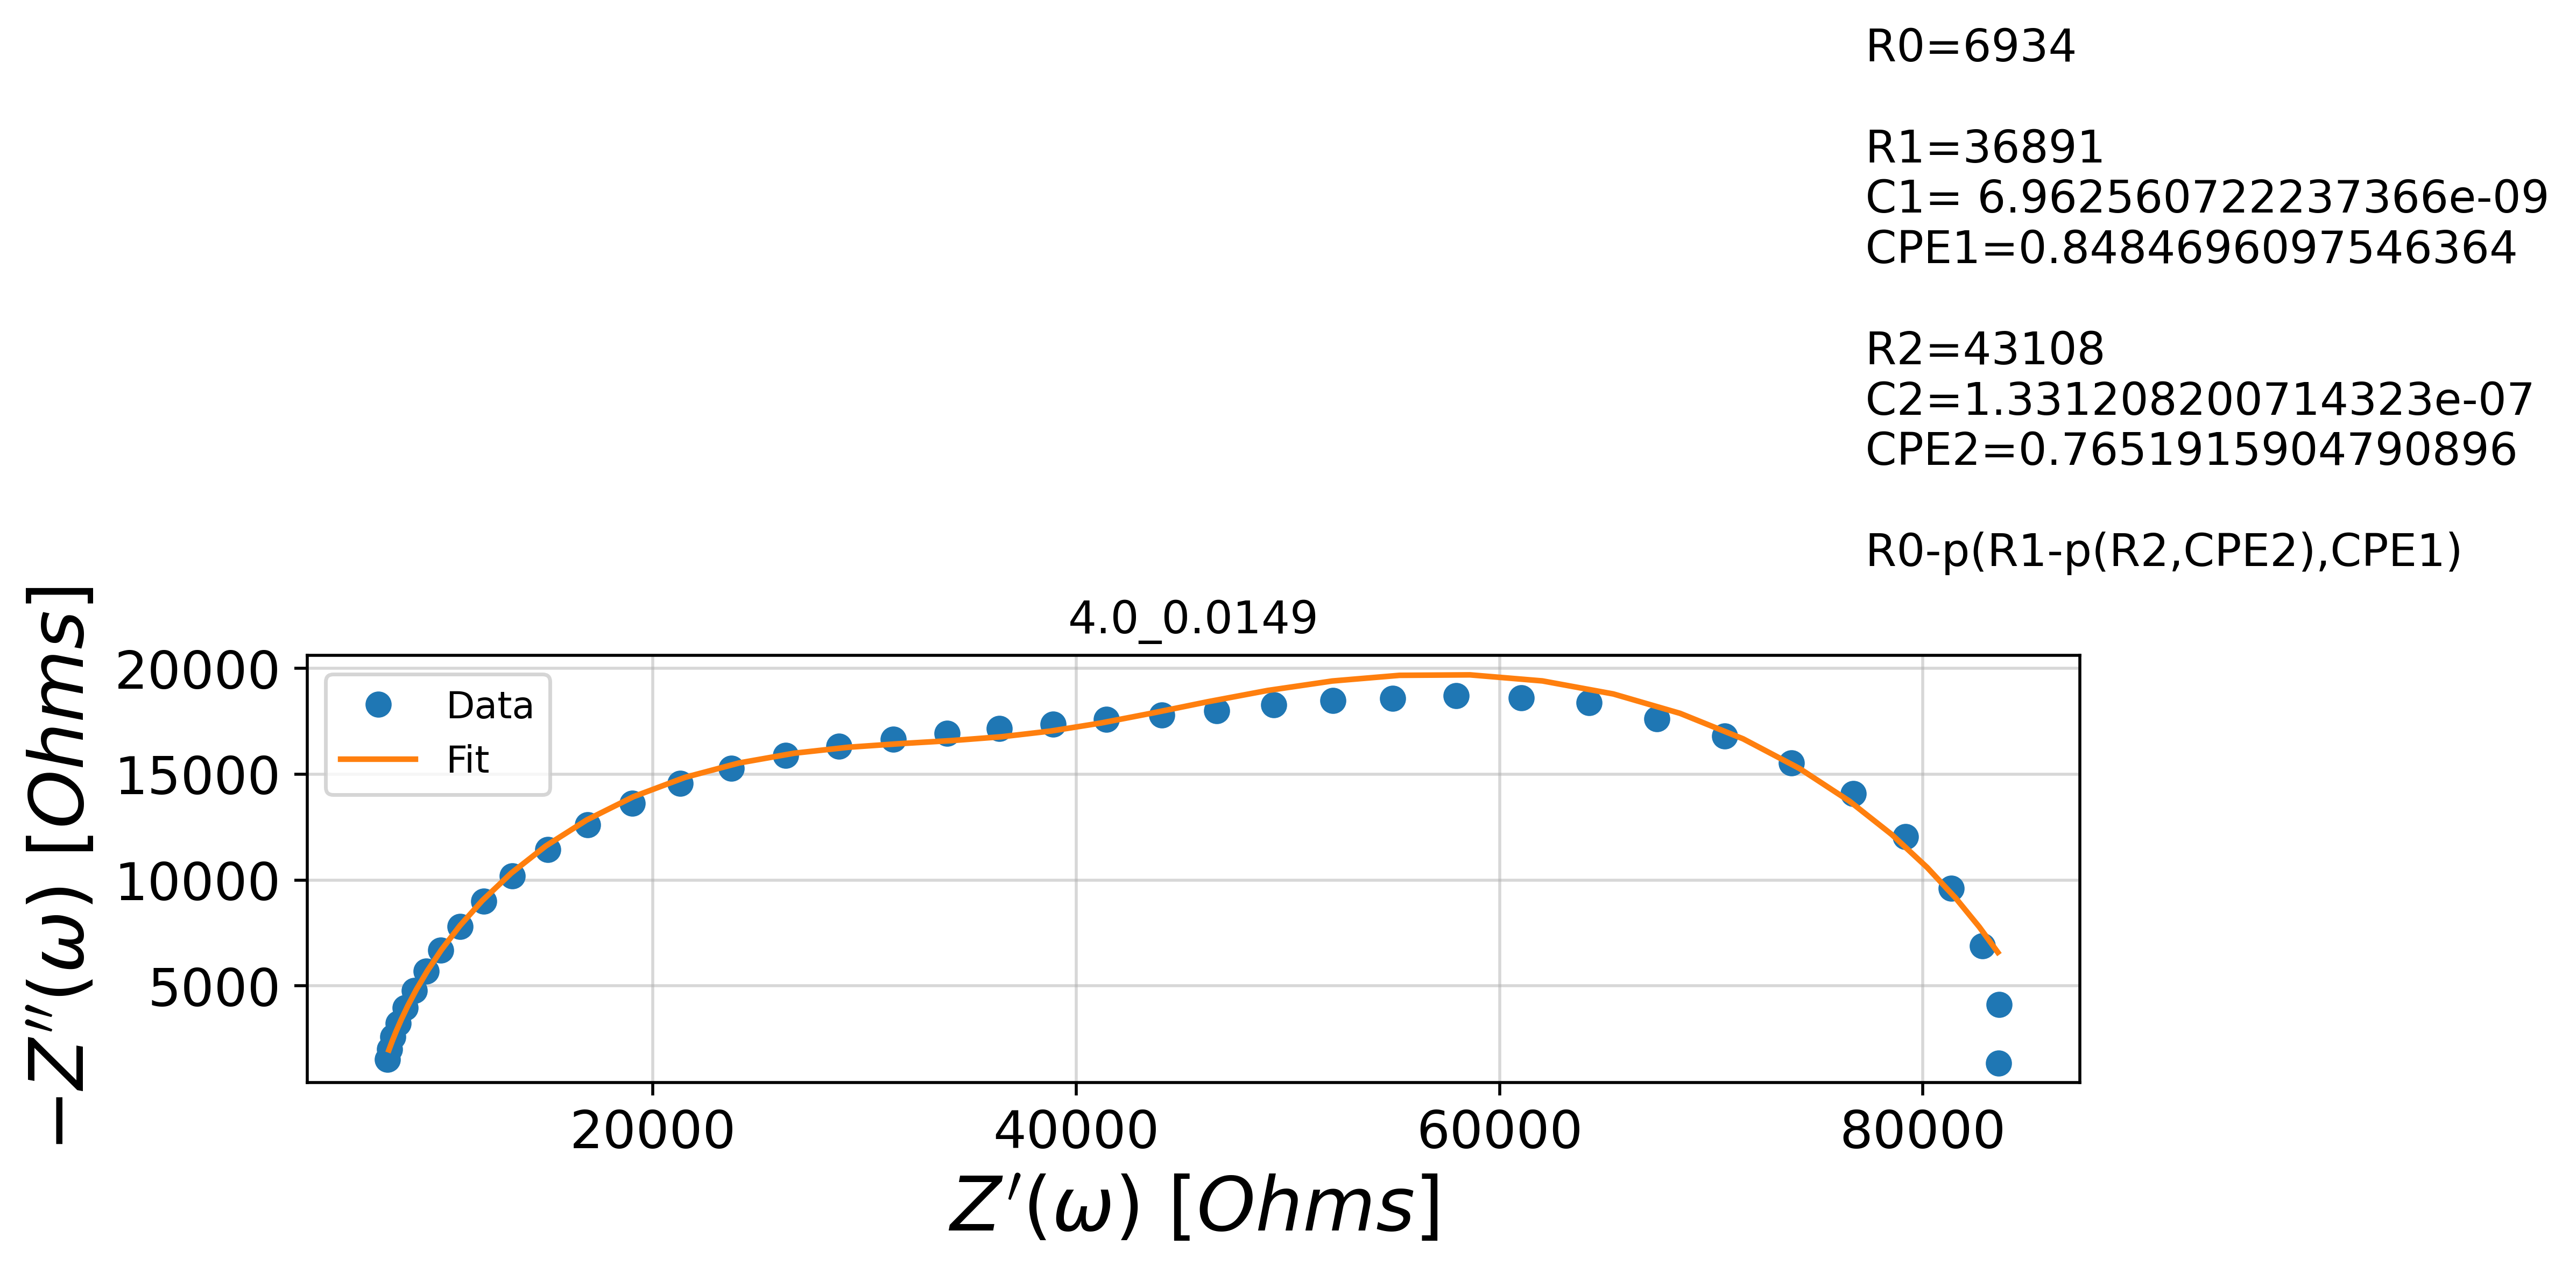 R0=6934
R1=36891
C1= 6.962560722237366e-09
CPE1=0.8484696097546364
R2=43108
C2=1.331208200714323e-07
CPE2=0.7651915904790896
R0-p(R1-p(R2,CPE2),CPE1)
4.0_0.0149
−Z″(ω) [Ohms]
20000
15000
10000
5000
Data
Fit
20000
40000
60000
80000
Z′(ω) [Ohms]